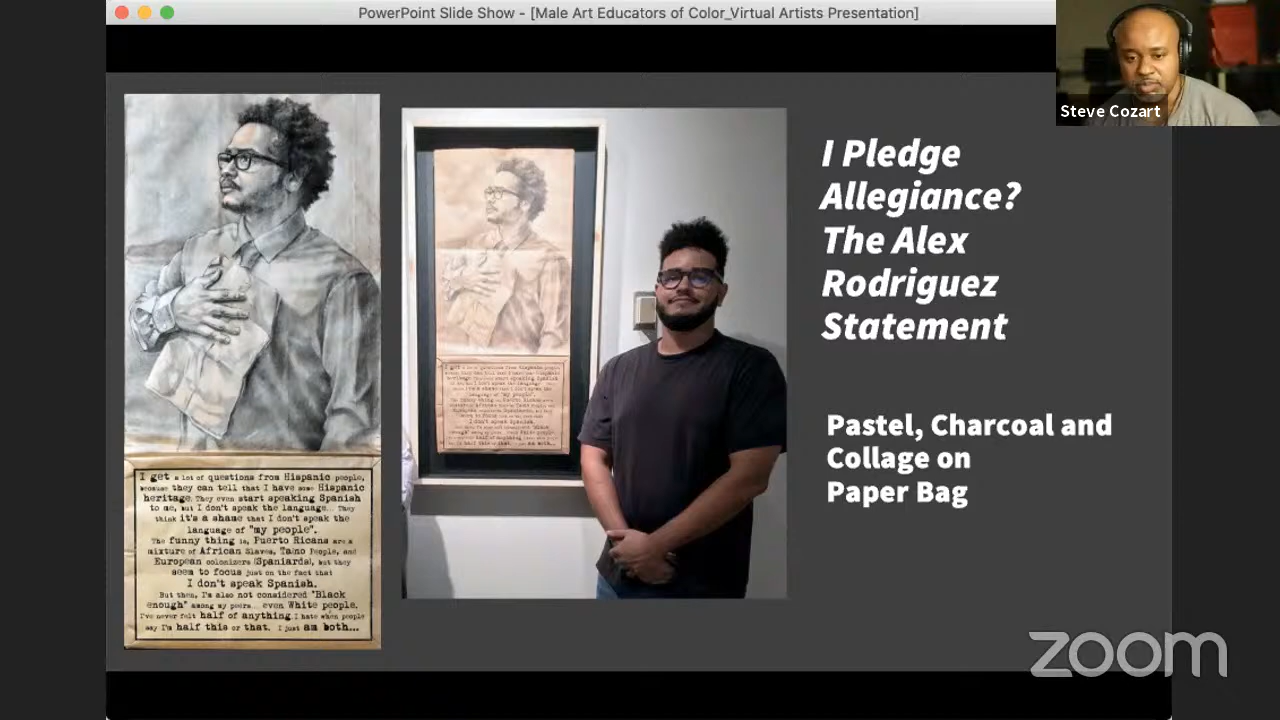 PowerPoint Slide Show - [Male Art Educators of Color_Virtual Artists Presentation]
Steve Cozart
I Pledge
Allegiance?
The Alex
Rodriguez
Statement
Pastel, Charcoal and
Collage on
Paper Bag
I get a lot of questions from Hispanic people,
because they can tell that I have some Hispanic
heritage. They even start speaking Spanish
to me, but I don't speak the language... They
think it's a shame that I don't speak the
language of "my people".
The funny thing is, Puerto Ricans are a
mixture of African Slaves, Taino People, and
European colonizers (Spaniards), but they
seem to focus just on the fact that
I don't speak Spanish.
But then, I'm also not considered "Black
enough" among my peers... even White people.
I've never felt half of anything I hate when people
say I'm half this or that. I just am both...
zoom